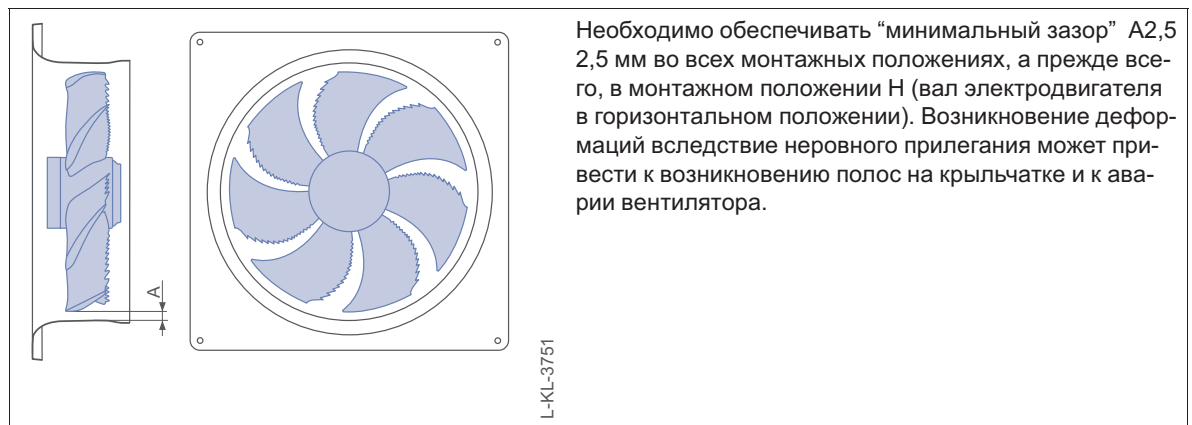 Необходимо обеспечивать “минимальный зазор” A2,5
2,5 мм во всех монтажных положениях, а прежде все-
го, в монтажном положении H (вал электродвигателя
в горизонтальном положении). Возникновение дефор-
маций вследствие неровного прилегания может при-
вести к возникновению полос на крыльчатке и к ава-
рии вентилятора.
A
L-KL-3751